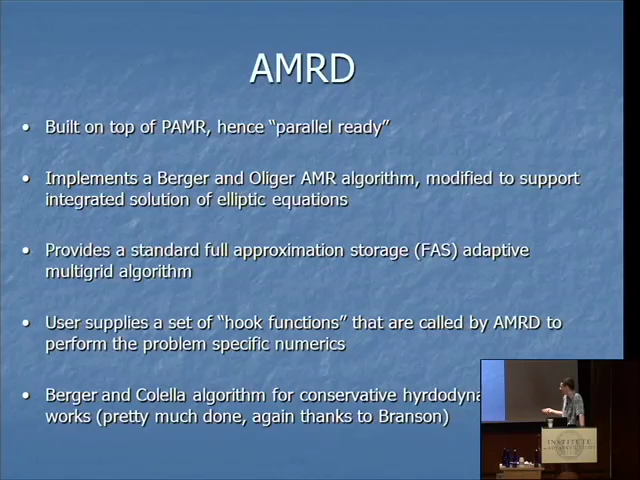 AMRD
• Built on top of PAMR, hence “parallel ready”
• Implements a Berger and Oliger AMR algorithm, modified to support
integrated solution of elliptic equations
• Provides a standard full approximation storage (FAS) adaptive
multigrid algorithm
• User supplies a set of “hook functions” that are called by AMRD to
perform the problem specific numerics
• Berger and Colella algorithm for conservative
works (pretty much done, again thanks to Branson)
INSTITUTE